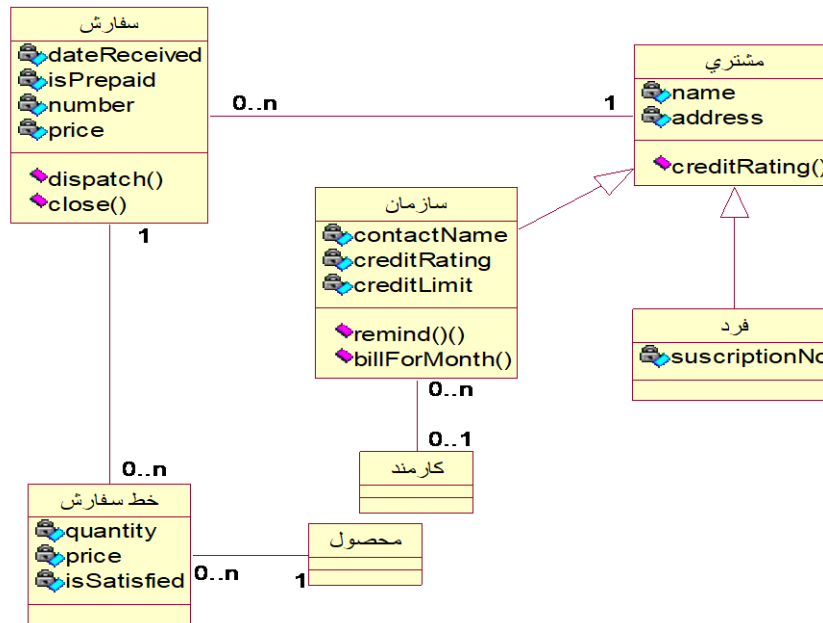 سفارش
dateReceived
isPrepaid
number
price
dispatch()
close()
0..n
1
مشتري
name
address
creditRating()
1
سازمان
contactName
creditRating
creditLimit
remind()()
billForMonth()
فرد
suscriptionNo
0..n
0..1
کارمند
0..n
خط سفارش
quantity
price
isSatisfied
0..n
1
محصول